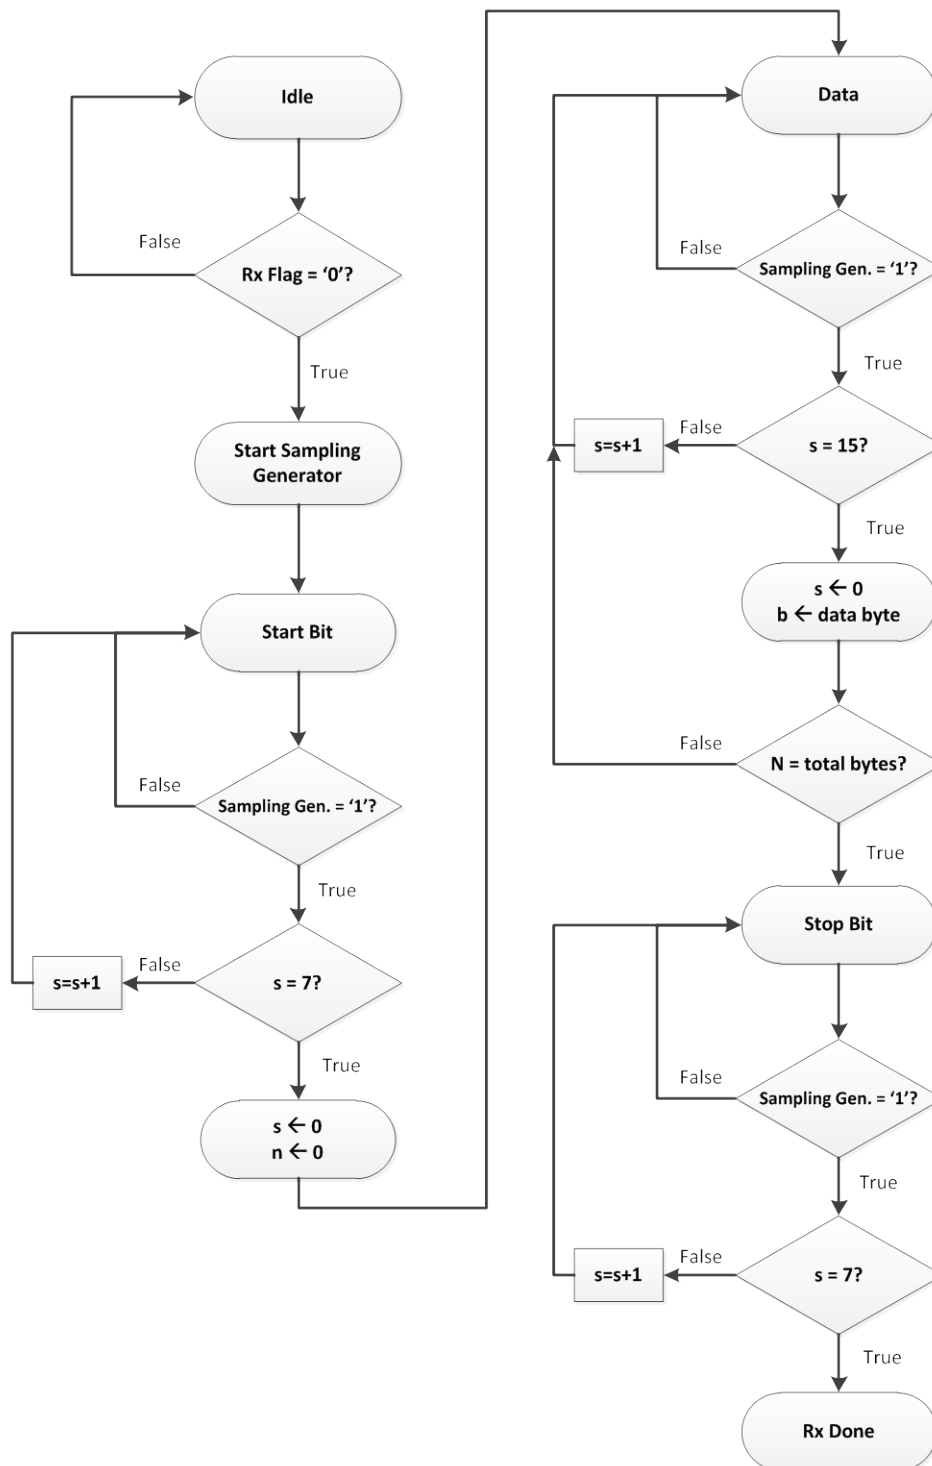 Idle
False
Rx Flag = ‘0’?
True
Start Sampling
Generator
Start Bit
False
Sampling Gen. = ‘1’?
True
False
s=s+1
s = 7?
True
s ← 0
n ← 0
Data
False
Sampling Gen. = ‘1’?
True
False
s=s+1
s = 15?
True
s ← 0
b ← data byte
False
N = total bytes?
True
Stop Bit
False
Sampling Gen. = ‘1’?
True
False
s=s+1
s = 7?
True
Rx Done